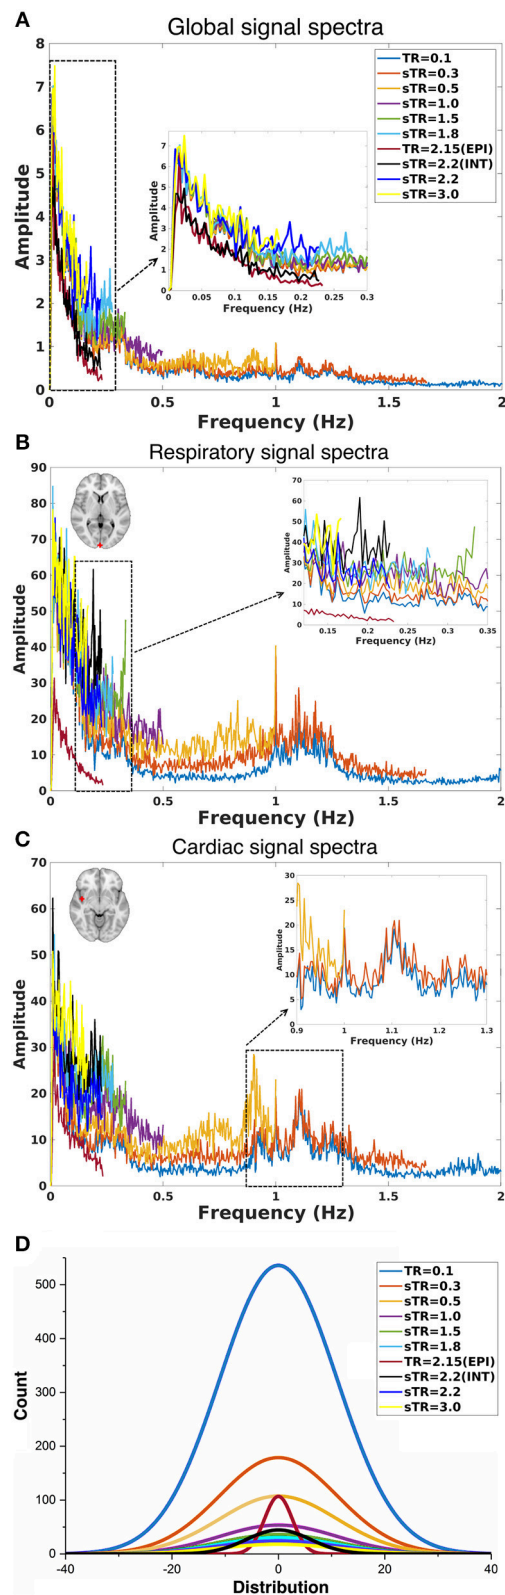 A
Global signal spectra
8
7
6
5
4
3
2
1
0
Amplitude
TR=0.1
sTR=0.3
sTR=0.5
sTR=1.0
sTR=1.5
sTR=1.8
TR=2.15(EPI)
sTR=2.2(INT)
sTR=2.2
sTR=3.0
7
6
5
4
3
2
1
0
Amplitude
0 0.05 0.1 0.15 0.2 0.25 0.3
Frequency (Hz)
0 0.5 1 1.5 2
Frequency (Hz)
B
Respiratory signal spectra
90
80
70
60
50
40
30
20
10
0
Amplitude
70
60
50
40
30
20
10
0
Amplitude
0.15 0.2 0.25 0.3 0.35
Frequency (Hz)
0 0.5 1 1.5 2
Frequency (Hz)
C
Cardiac signal spectra
70
60
50
40
30
20
10
0
Amplitude
30
25
20
15
10
5
0
Amplitude
0.9 1 1.1 1.2 1.3
Frequency (Hz)
0 0.5 1 1.5 2
Frequency (Hz)
D
500
400
300
200
100
0
Count
TR=0.1
sTR=0.3
sTR=0.5
sTR=1.0
sTR=1.5
sTR=1.8
TR=2.15(EPI)
sTR=2.2(INT)
sTR=2.2
sTR=3.0
-40 -20 0 20 40
Distribution